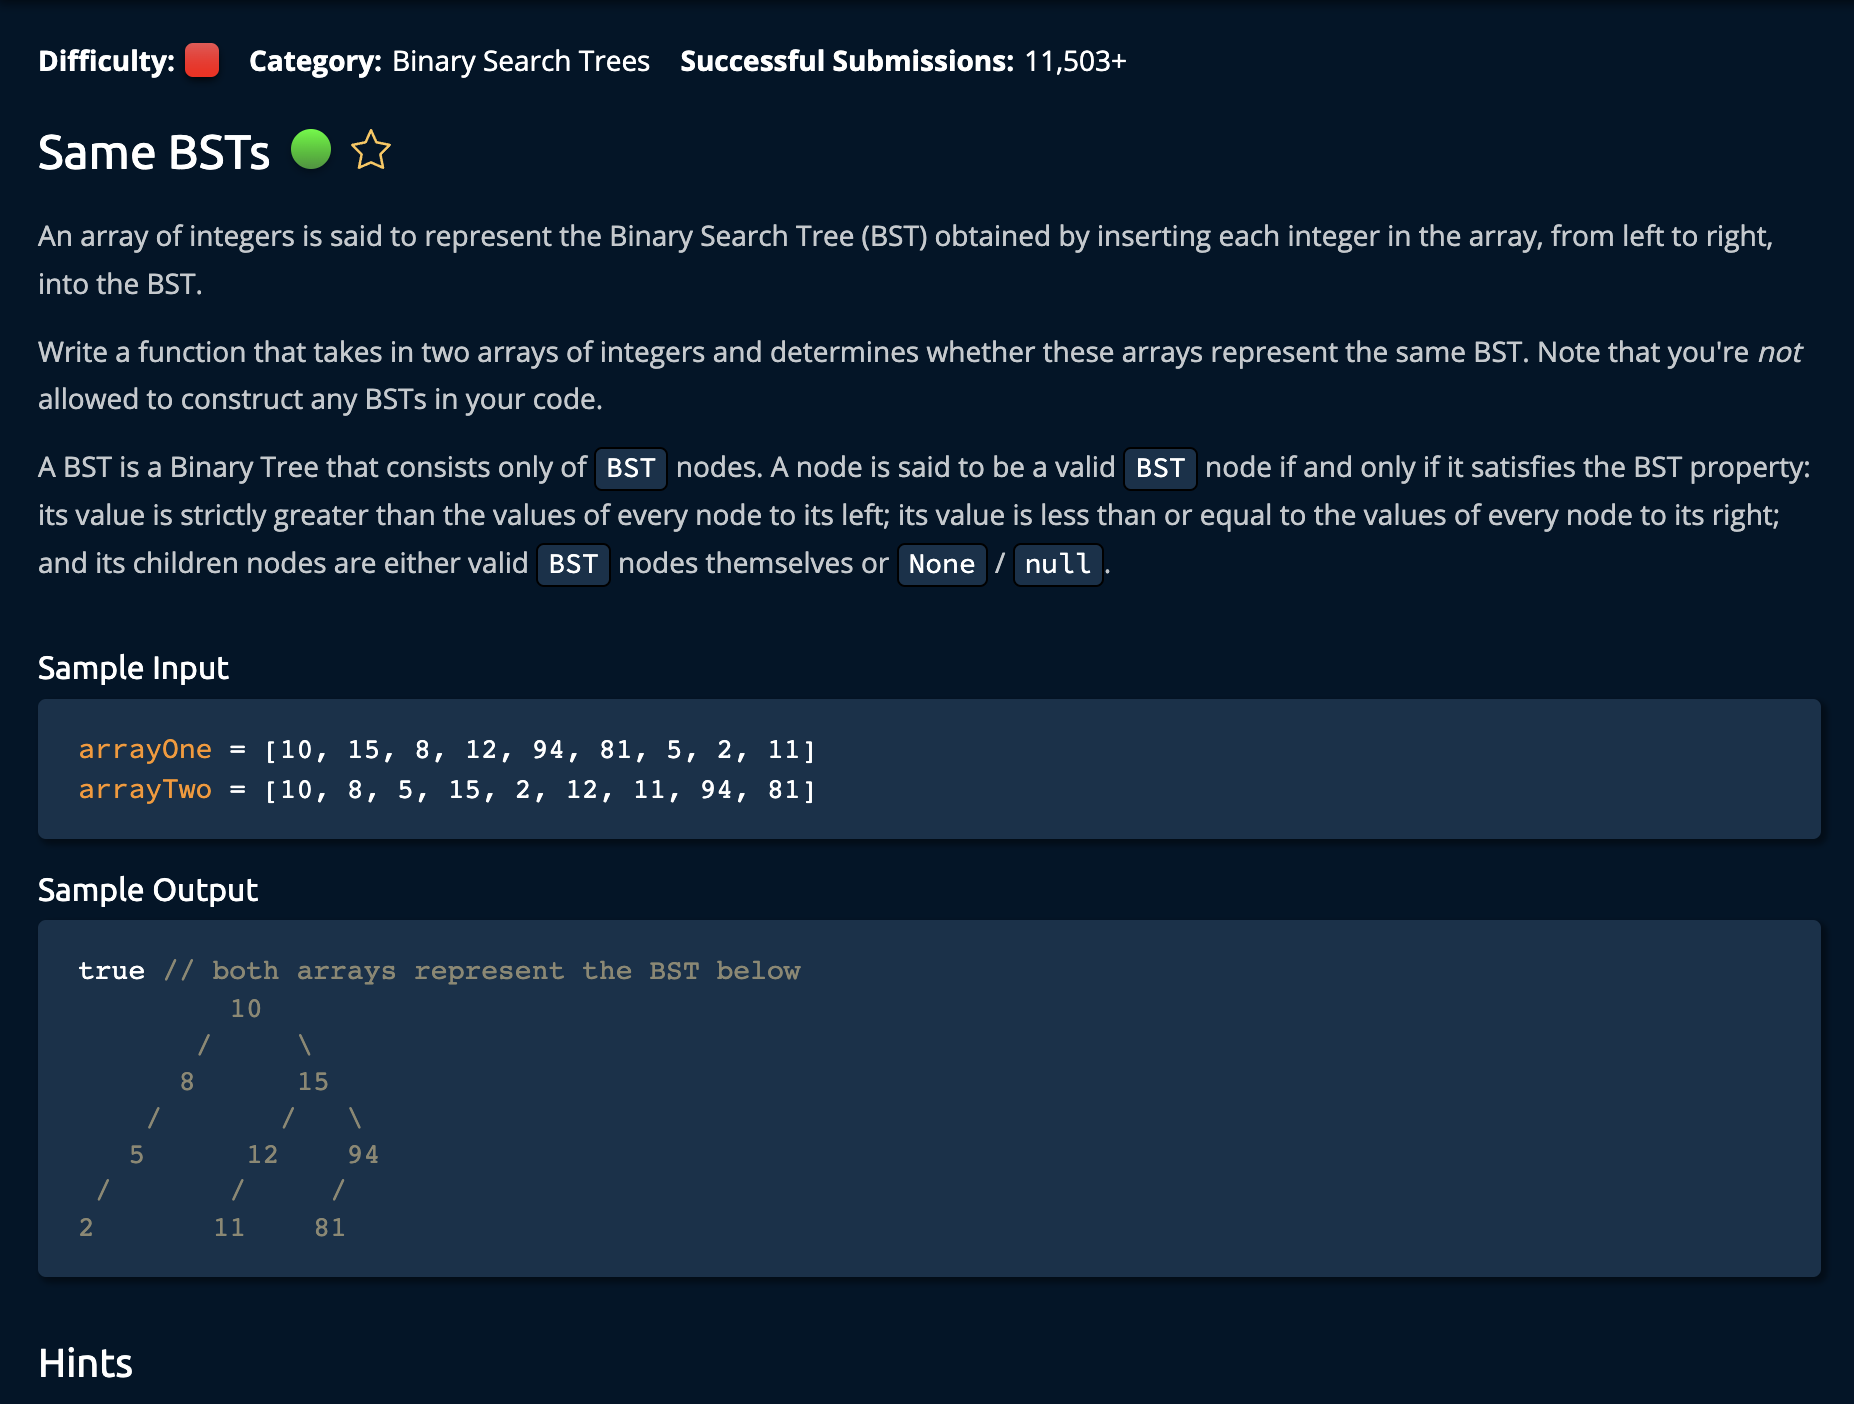 Difficulty: Category: Binary Search Trees Successful Submissions: 11,503+
Same BSTs
An array of integers is said to represent the Binary Search Tree (BST) obtained by inserting each integer in the array, from left to right,
into the BST.
Write a function that takes in two arrays of integers and determines whether these arrays represent the same BST. Note that you're not
allowed to construct any BSTs in your code.
A BST is a Binary Tree that consists only of BST nodes. A node is said to be a valid BST node if and only if it satisfies the BST property:
its value is strictly greater than the values of every node to its left; its value is less than or equal to the values of every node to its right;
and its children nodes are either valid BST nodes themselves or None / null.
Sample Input
arrayOne = [10, 15, 8, 12, 94, 81, 5, 2, 11]
arrayTwo = [10, 8, 5, 15, 2, 12, 11, 94, 81]
Sample Output
true // both arrays represent the BST below
10
/ \
8 15
/ / \
5 12 94
/ / /
2 11 81
Hints